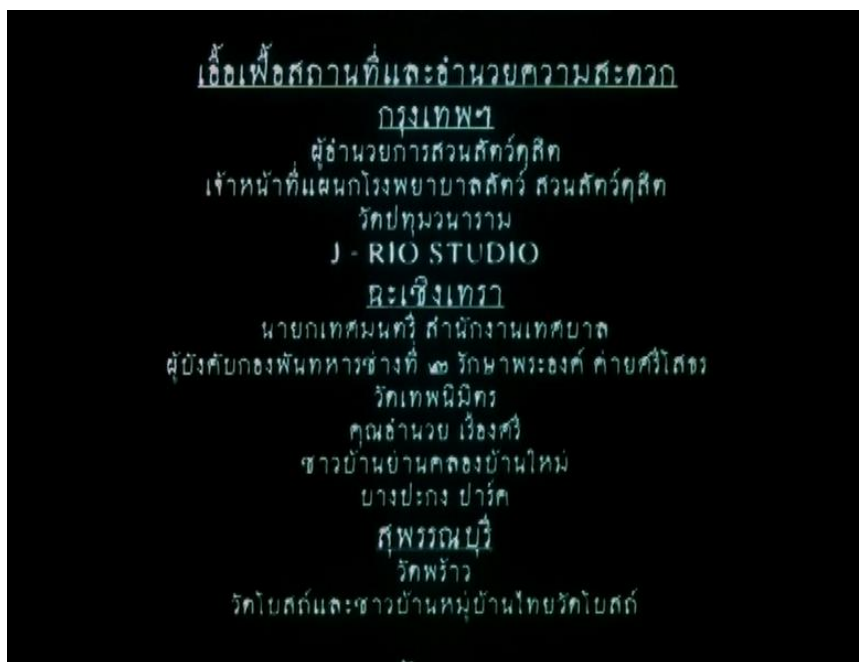 เอื้อเฟื้อสถานที่และอำนวยความสะดวก
กรุงเทพฯ
ผู้อำนวยการสวนสัตว์ดุสิต
เจ้าหน้าที่แผนกโรงพยาบาลสัตว์ สวนสัตว์ดุสิต
วัดปทุมวนาราม
J - RIO STUDIO
ฉะเชิงเทรา
นายกเทศมนตรี สำนักงานเทศบาล
ผู้บังคับกองพันทหารช่างที่ ๒ รักษาพระองค์ ค่ายศรีโสธร
วัดเทพนิมิตร
คุณอำนวย เรืองศรี
ชาวบ้านย่านคลองบ้านใหม่
บางปะกง ปาร์ค
สุพรรณบุรี
วัดพร้าว
วัดโบสถ์และชาวบ้านหมู่บ้านไทยวัดโบสถ์